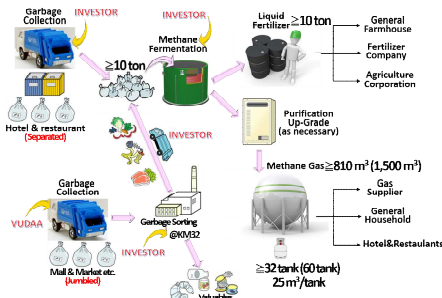 Garbage
Collection
INVESTOR
Hotel & restaurant
(Separated)
≧10 ton
INVESTOR
Methane
Fermentation
Liquid
Fertilizer
≧10 ton
General
Farmhouse
Fertilizer
Company
Agriculture
Corporation
INVESTOR
Purification
Up-Grade
(as necessary)
Methane Gas≧810 m³ (1,500 m³)
Garbage
Collection
VUDAA
Mall & Market etc.
(Jumbled)
Garbage Sorting
@KM32
INVESTOR
Valuables
Gas
Supplier
General
Household
Hotel&Restaulants
≧32 tank (60 tank)
25 m³/tank